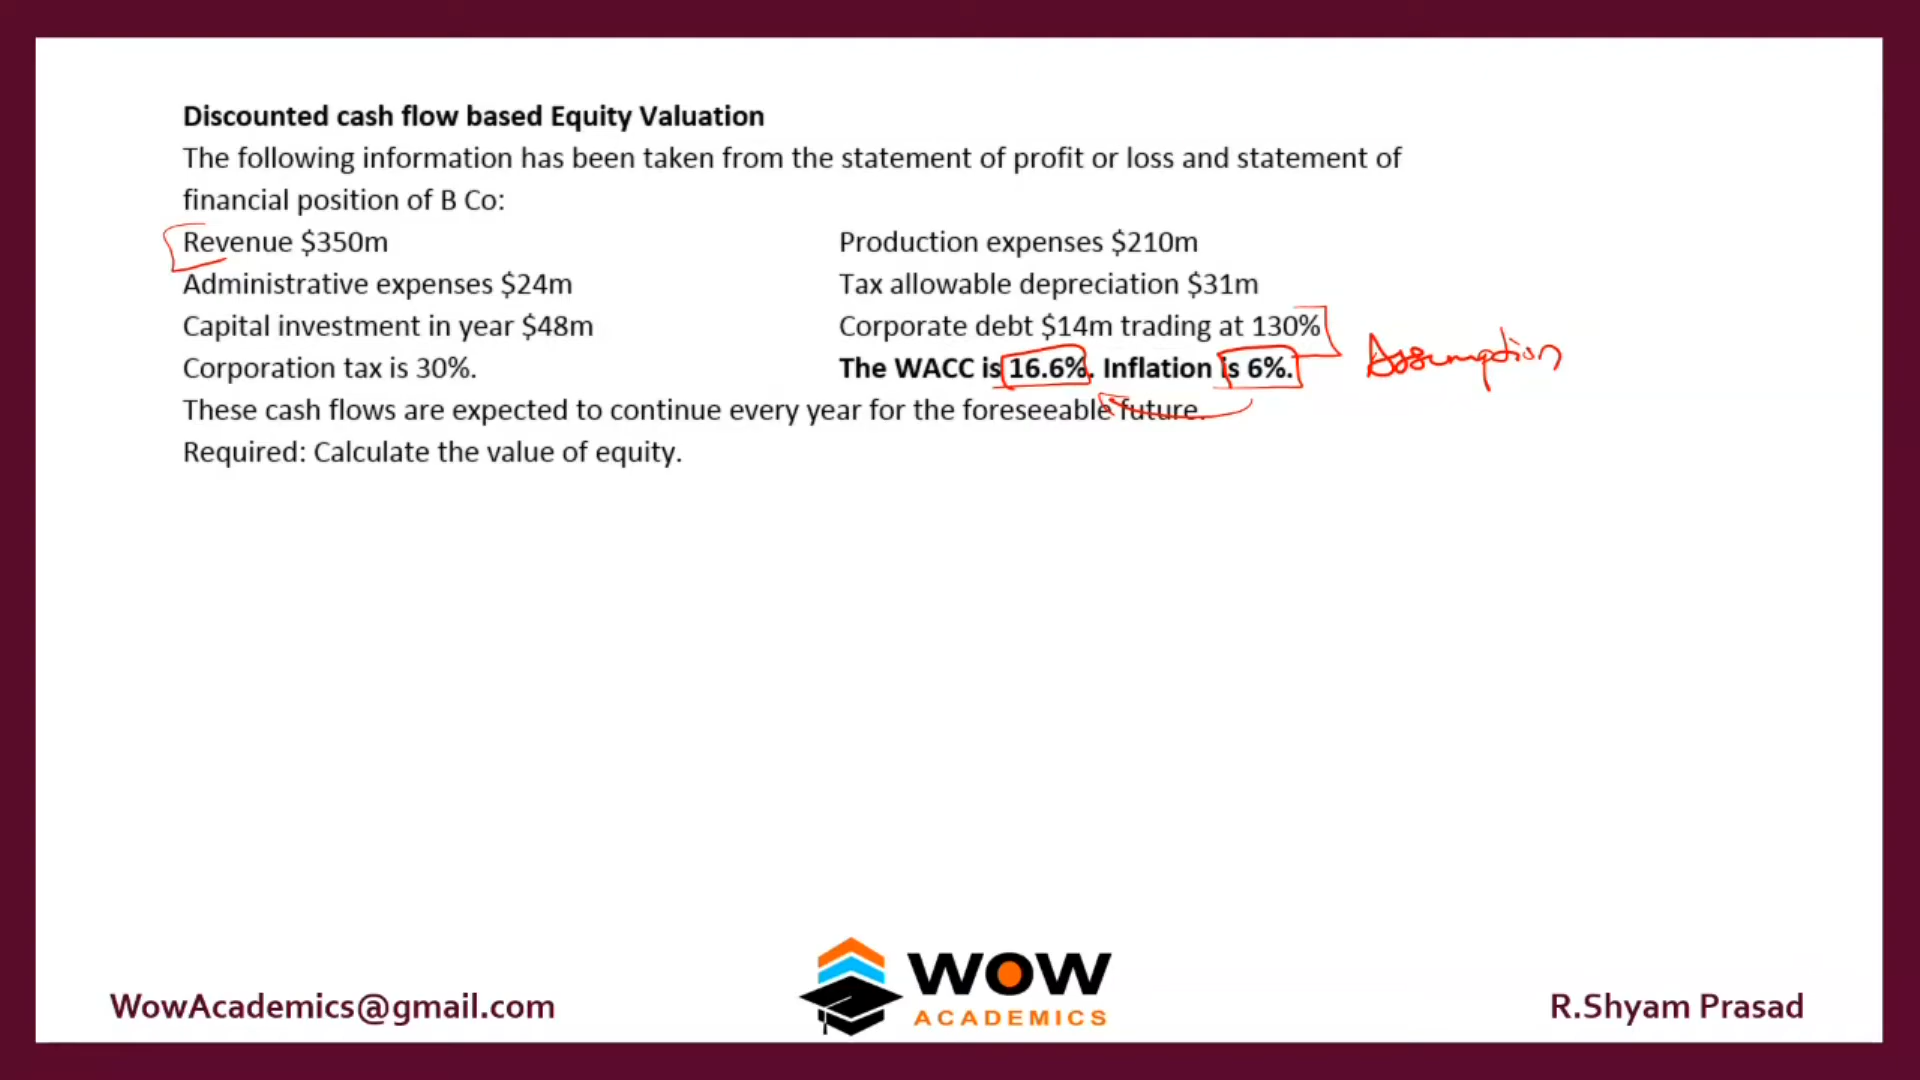 Discounted cash flow based Equity Valuation
The following information has been taken from the statement of profit or loss and statement of
financial position of B Co:
Revenue $350m Production expenses $210m
Administrative expenses $24m Tax allowable depreciation $31m
Capital investment in year $48m Corporate debt $14m trading at 130%
Assumption
Corporation tax is 30%. The WACC is 16.6%. Inflation is 6%.
These cash flows are expected to continue every year for the foreseeable future.
Required: Calculate the value of equity.
WowAcademics@gmail.com
WOW
ACADEMICS
R.Shyam Prasad